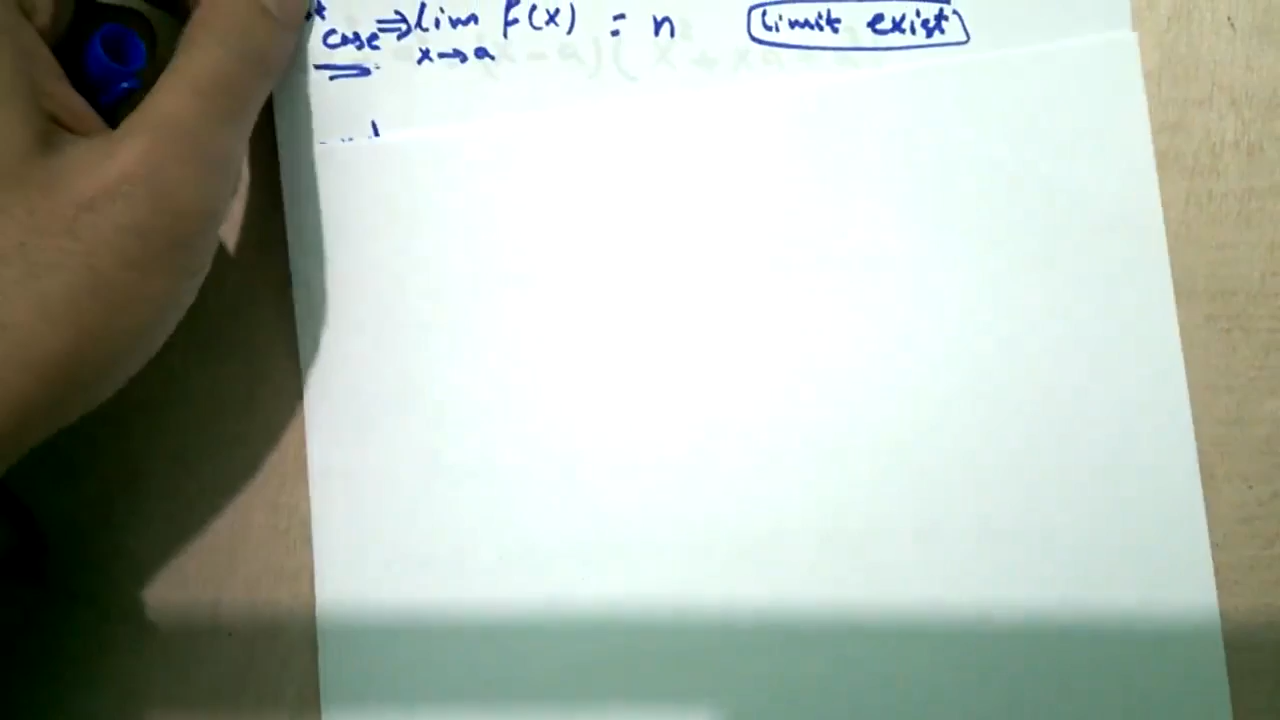 case ⇒ lim F(x) = n limit exist
x→a